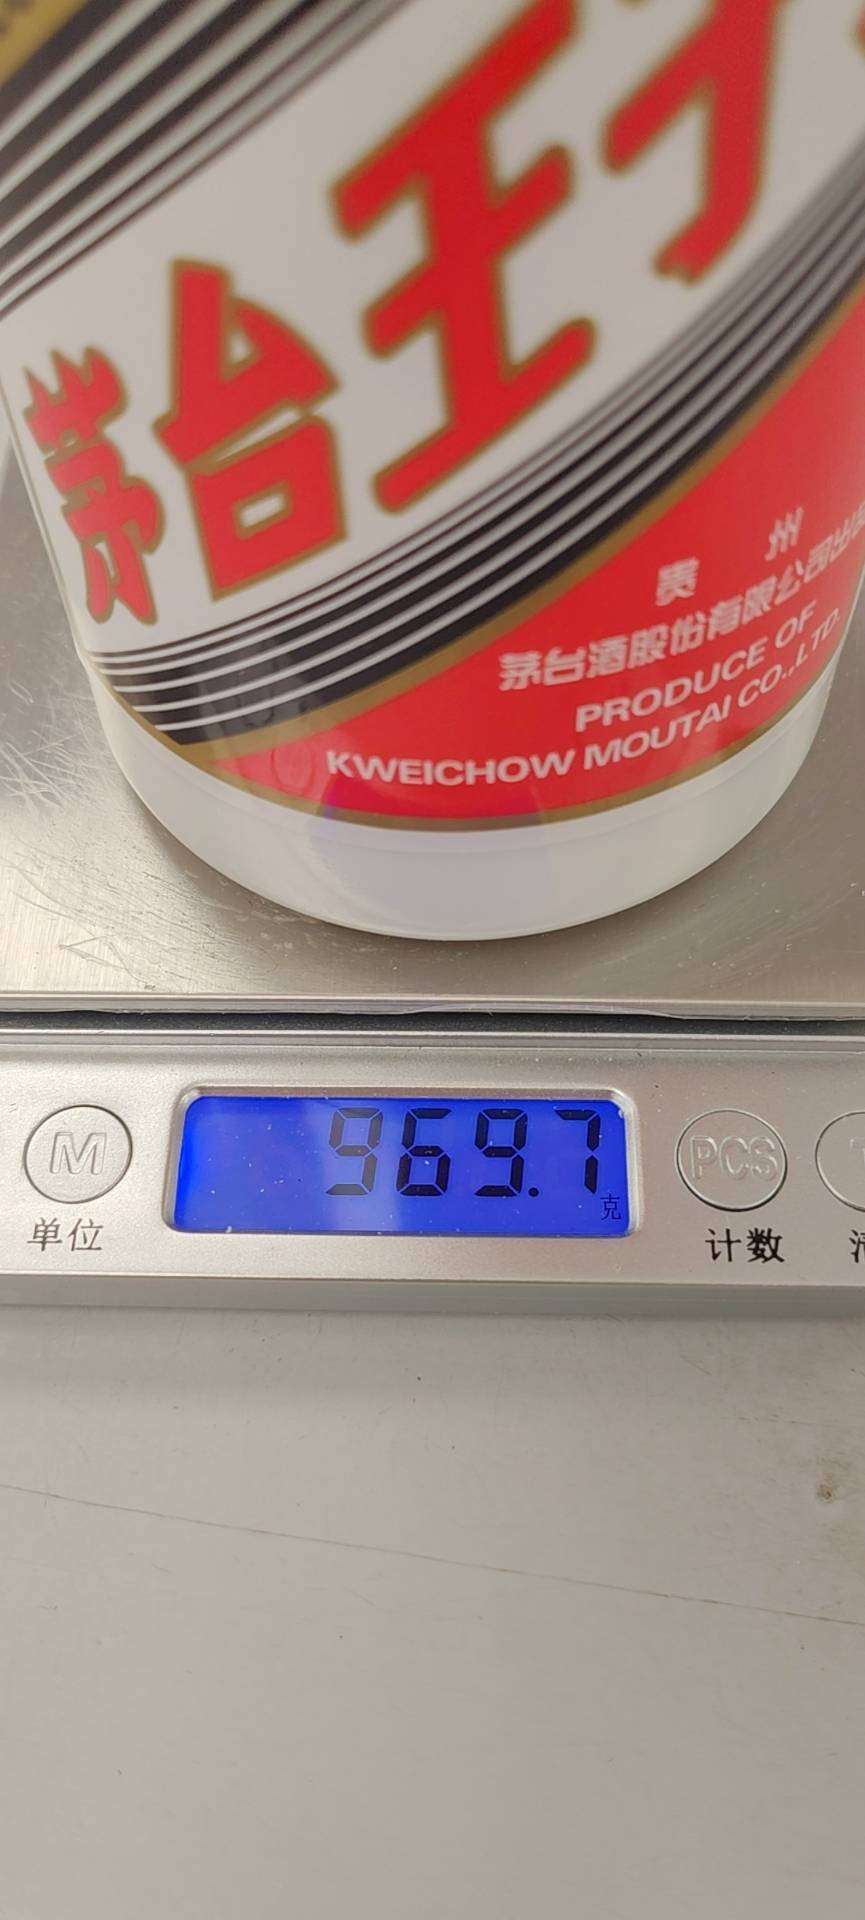 茅台王
贵 州
茅台酒股份有限公司出
PRODUCE OF
KWEICHOW MOUTAI CO.,LTD.
969.7
克
M
PCS
单位
计数